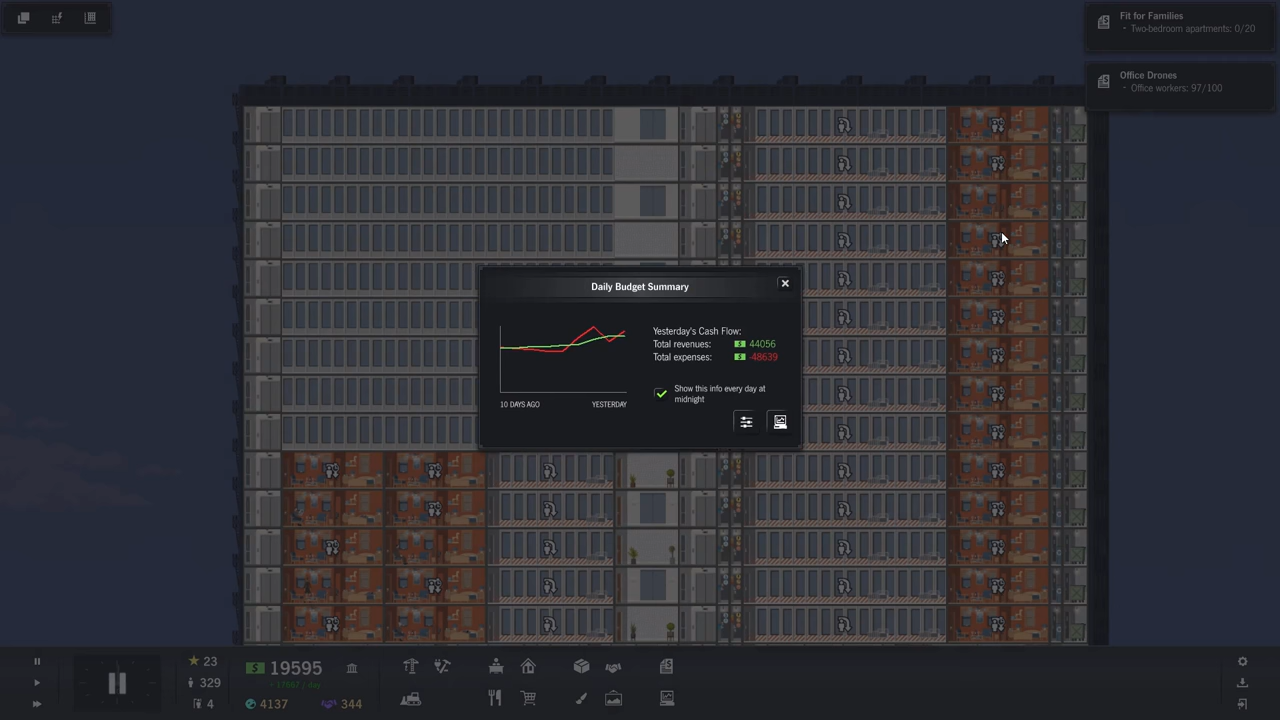 Fit for Families
- Two-bedroom apartments: 0/20
Office Drones
- Office workers: 97/100
Daily Budget Summary
Yesterday's Cash Flow:
Total revenues: 44056
Total expenses: -48639
Show this info every day at
midnight
10 DAYS AGO YESTERDAY
23
19595
329
4
4137
344